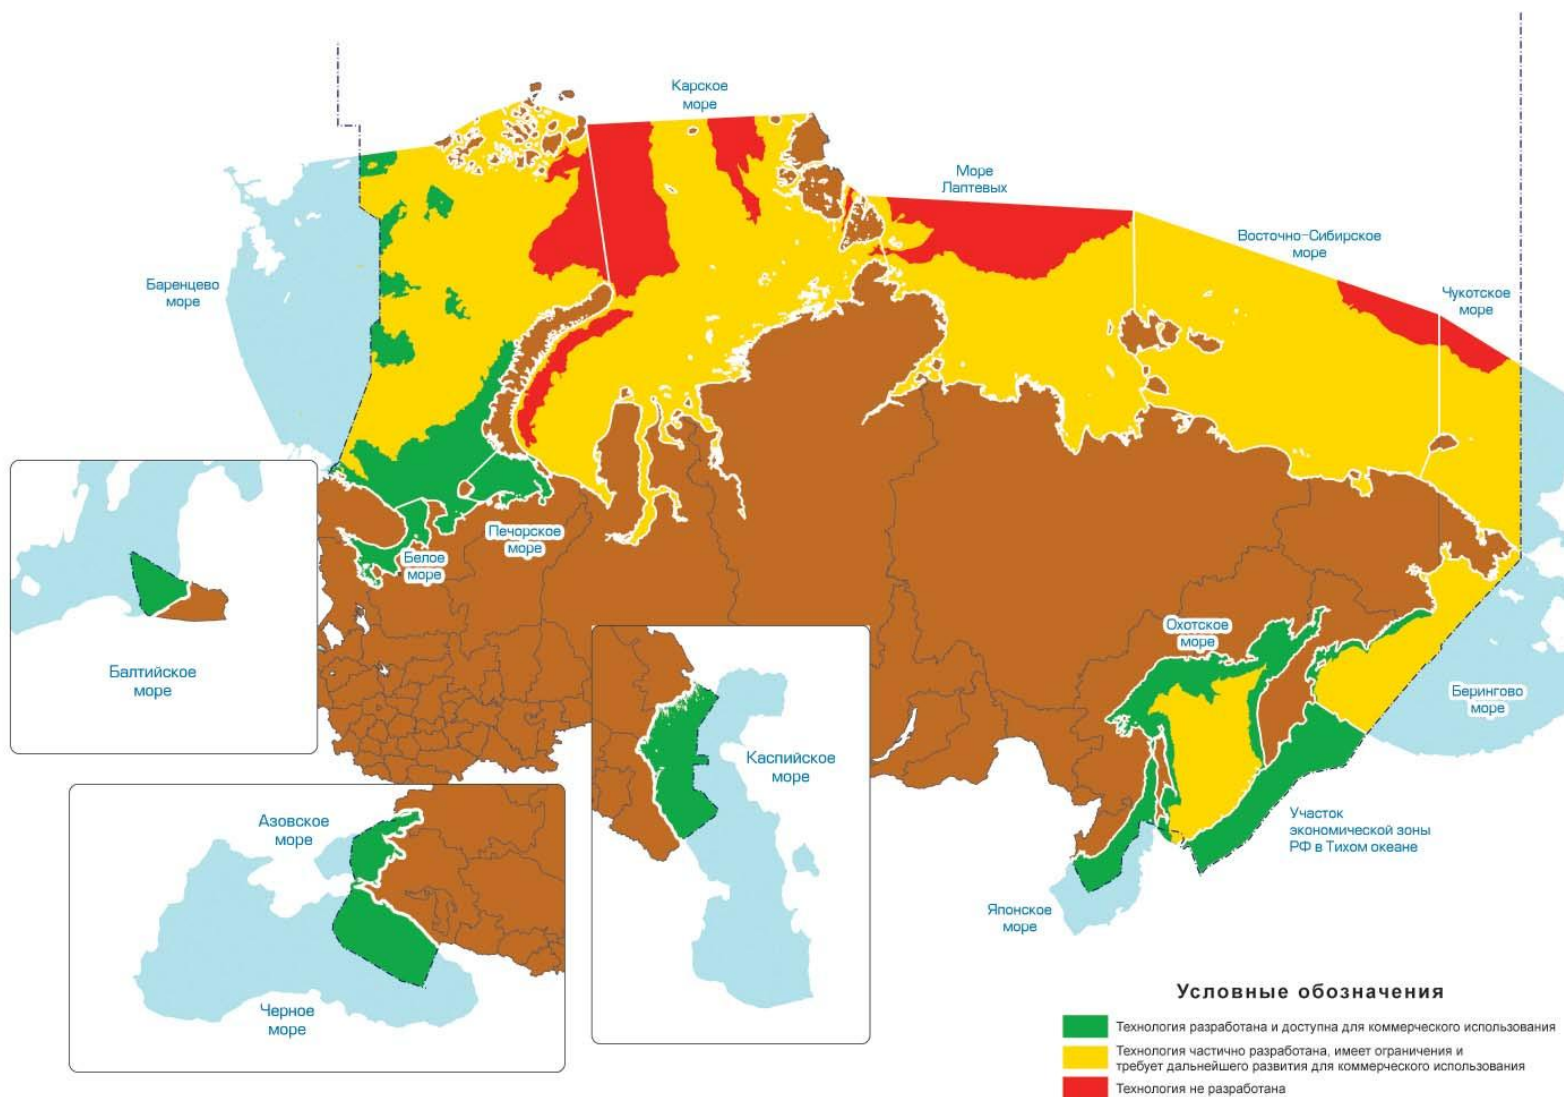 Карское
море
Море
Лаптевых
Восточно-Сибирское
море
Чукотское
море
Баренцево
море
Печорское
море
Белое
море
Охотское
море
Балтийское
море
Берингово
море
Каспийское
море
Азовское
море
Участок
экономической зоны
РФ в Тихом океане
Японское
море
Черное
море
Условные обозначения
Технология разработана и доступна для коммерческого использования
Технология частично разработана, имеет ограничения и
требует дальнейшего развития для коммерческого использования
Технология не разработана